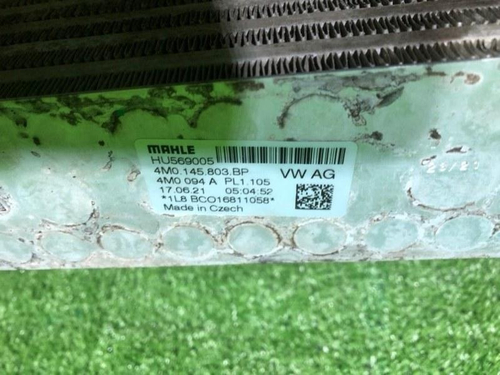 MAHLE
HU569005
4M0.145.803.BP VW AG
4M0 094 A PL1.105
17.06.21 05:04:52
*1L8 BCO16811058*
Made in Czech